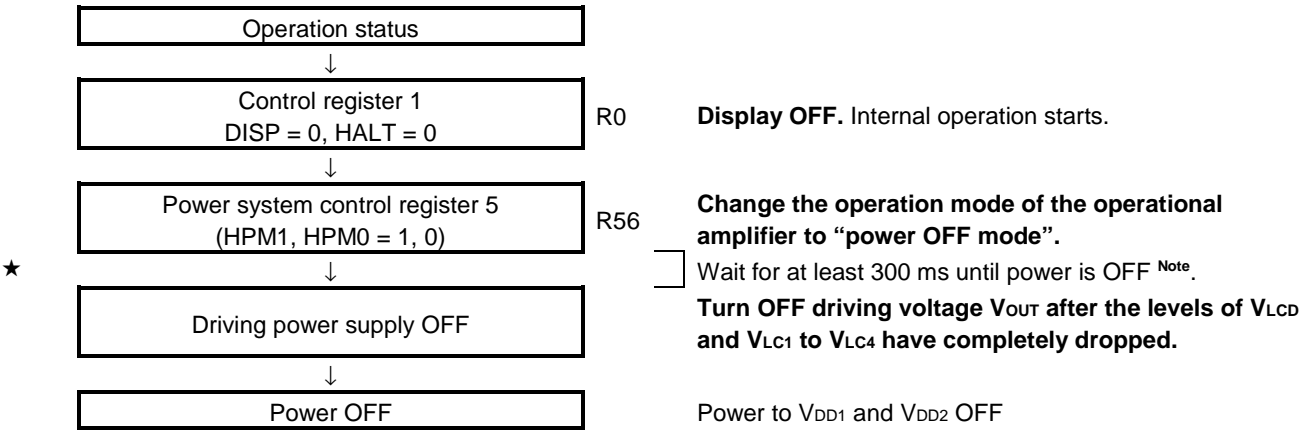 Operation status
↓
Control register 1
DISP = 0, HALT = 0
R0
Display OFF. Internal operation starts.
↓
Power system control register 5
(HPM1, HPM0 = 1, 0)
R56
Change the operation mode of the operational
amplifier to “power OFF mode”.
★
↓
Wait for at least 300 ms until power is OFF Note.
Driving power supply OFF
Turn OFF driving voltage VOUT after the levels of VLCD
and VLC1 to VLC4 have completely dropped.
↓
Power OFF
Power to VDD1 and VDD2 OFF